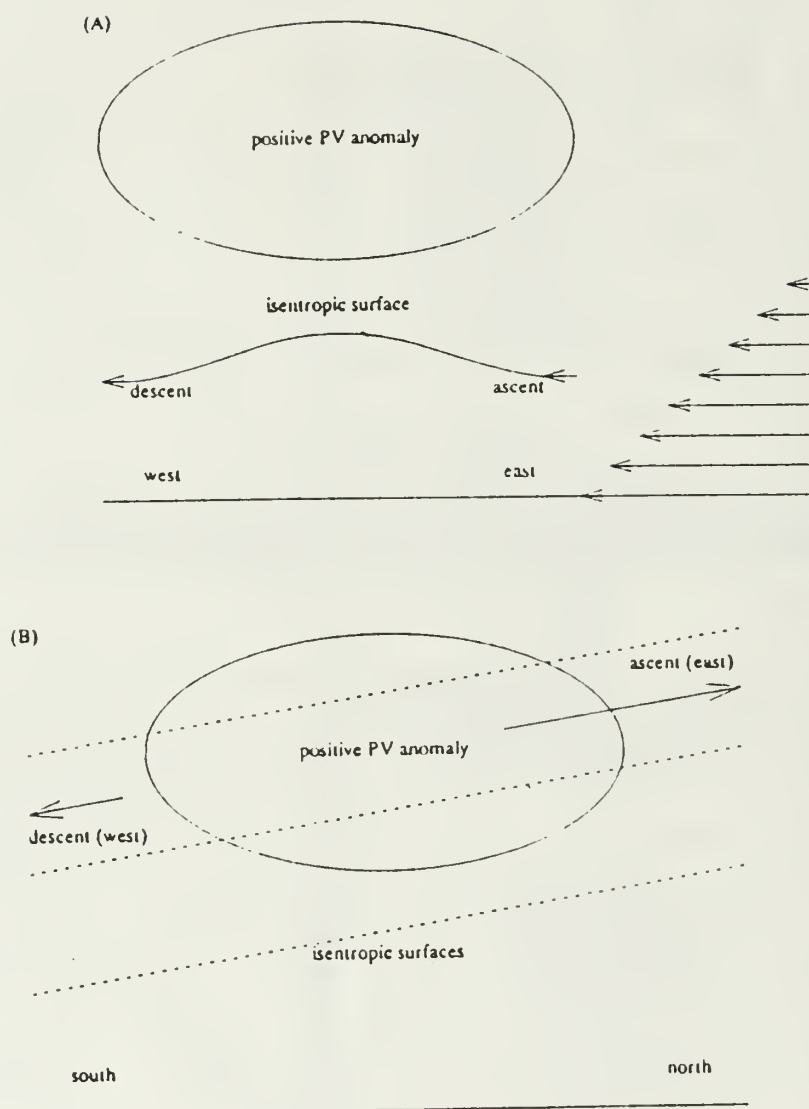 (A)
positive PV anomaly
isentropic surface
descent
ascent
west
east
(B)
ascent (east)
positive PV anomaly
descent (west)
isentropic surfaces
south
north